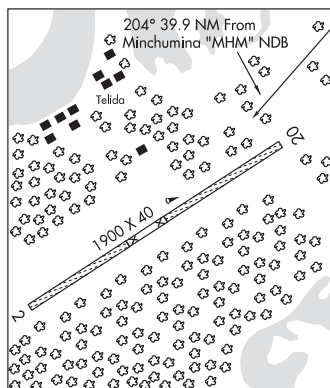 204° 39.9 NM From
Minchumina "MHM" NDB
Telida
20
1900 X 40
2